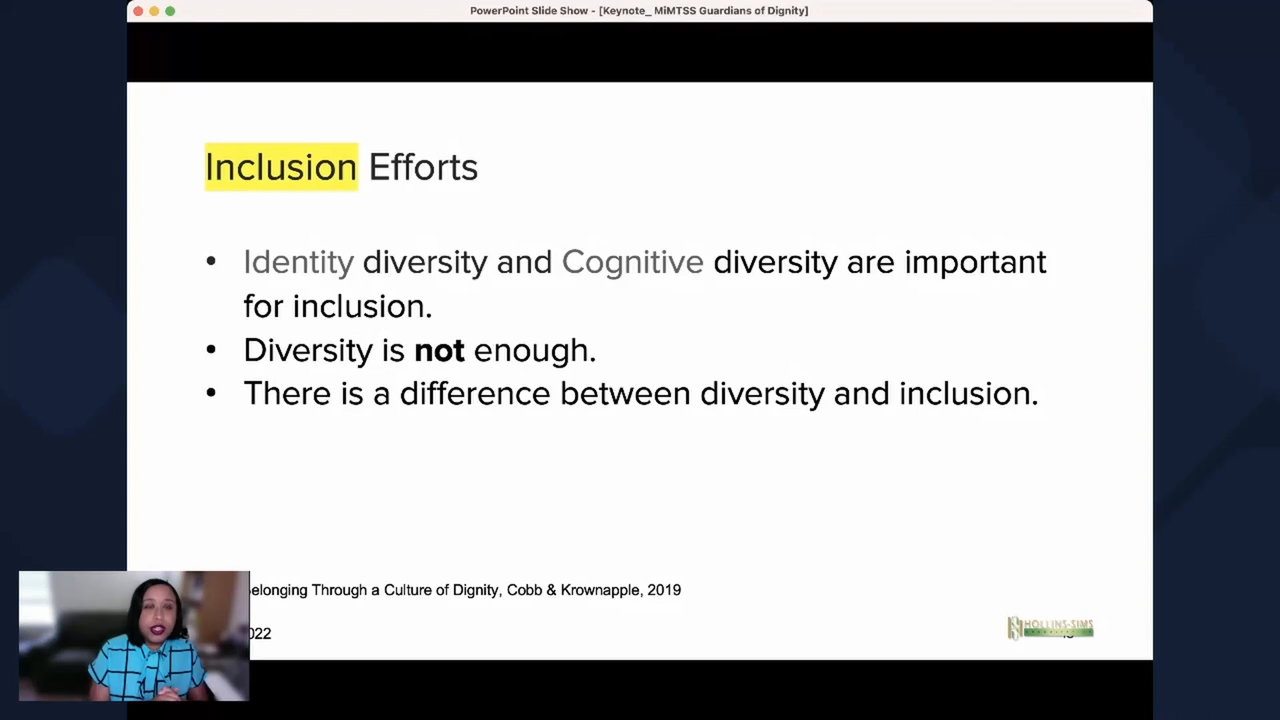 PowerPoint Slide Show - [Keynote_ MiMTSS Guardians of Dignity]
Inclusion Efforts
• Identity diversity and Cognitive diversity are important
for inclusion.
• Diversity is not enough.
• There is a difference between diversity and inclusion.
elonging Through a Culture of Dignity, Cobb & Krownapple, 2019
022
HOLLINS-SIMS